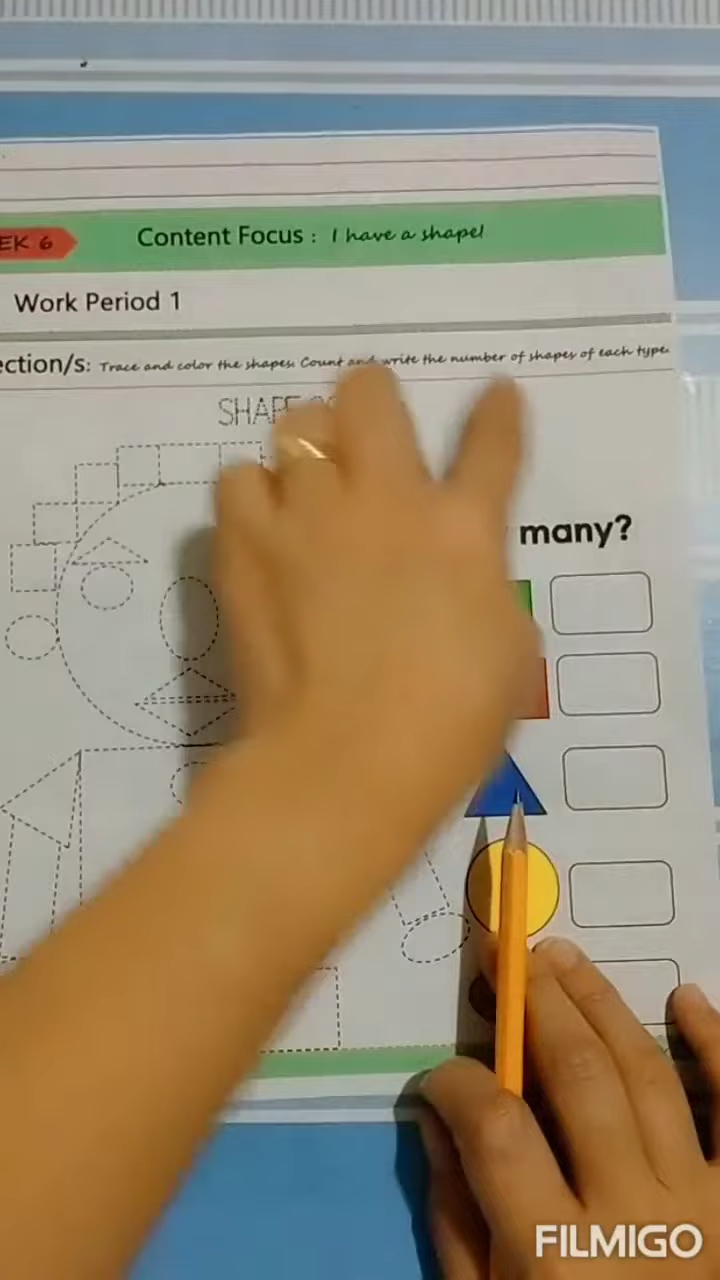 EK 6
Content Focus : I have a shape!
Work Period 1
ection/s: Trace and color the shapes. Count and write the number of shapes of each type.
SHAPE
many?
FILMIGO